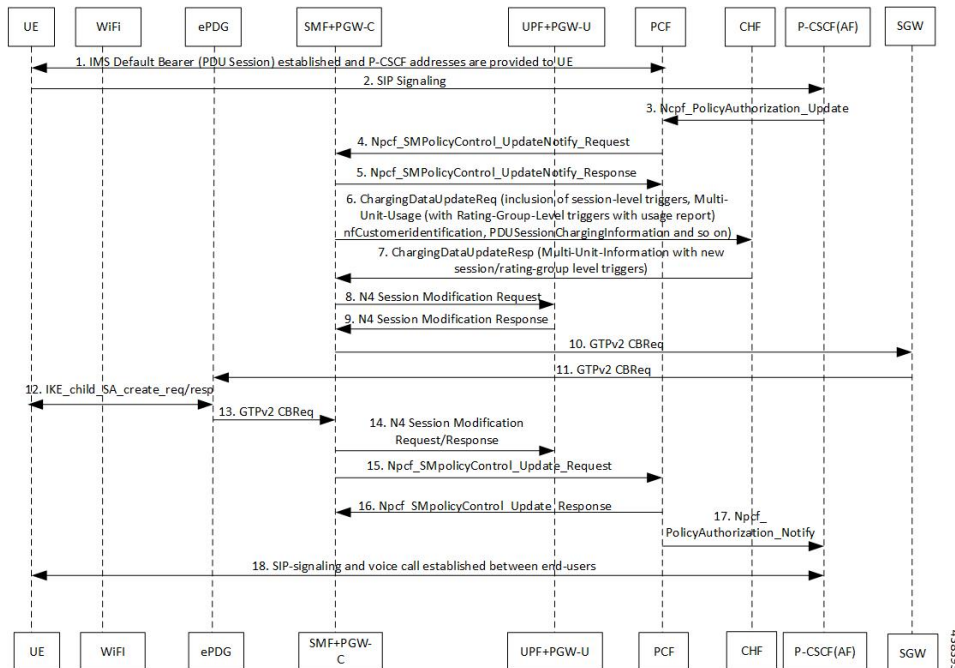 UE
WiFi
ePDG
SMF+PGW-C
UPF+PGW-U
PCF
CHF
P-CSCF(AF)
SGW
1. IMS Default Bearer (PDU Session) established and P-CSCF addresses are provided to UE
2. SIP Signaling
3. Ncpf_PolicyAuthorization_Update
4. Npcf_SMPolicyControl_UpdateNotify_Request
5. Npcf_SMPolicyControl_UpdateNotify_Response
6. ChargingDataUpdateReq (inclusion of session-level triggers, Multi-
Unit-Usage (with Rating-Group-Level triggers with usage report)
nfCustomeridentification, PDUSessionChargingInformation and so on)
7. ChargingDataUpdateResp (Multi-Unit-Information with new
session/rating-group level triggers)
8. N4 Session Modification Request
9. N4 Session Modification Response
10. GTPv2 CBReq
11. GTPv2 CBReq
12. IKE_child_SA_create_req/resp
13. GTPv2 CBReq
14. N4 Session Modification
Request/Response
15. Npcf_SMpolicyControl_Update_Request
16. Npcf_SMpolicyControl_Update_Response
17. Npcf_
PolicyAuthorization_Notify
18. SIP-signaling and voice call established between end-users
UE
WiFI
ePDG
SMF+PGW-
C
UPF+PGW-U
PCF
CHF
P-CSCF(AF)
SGW